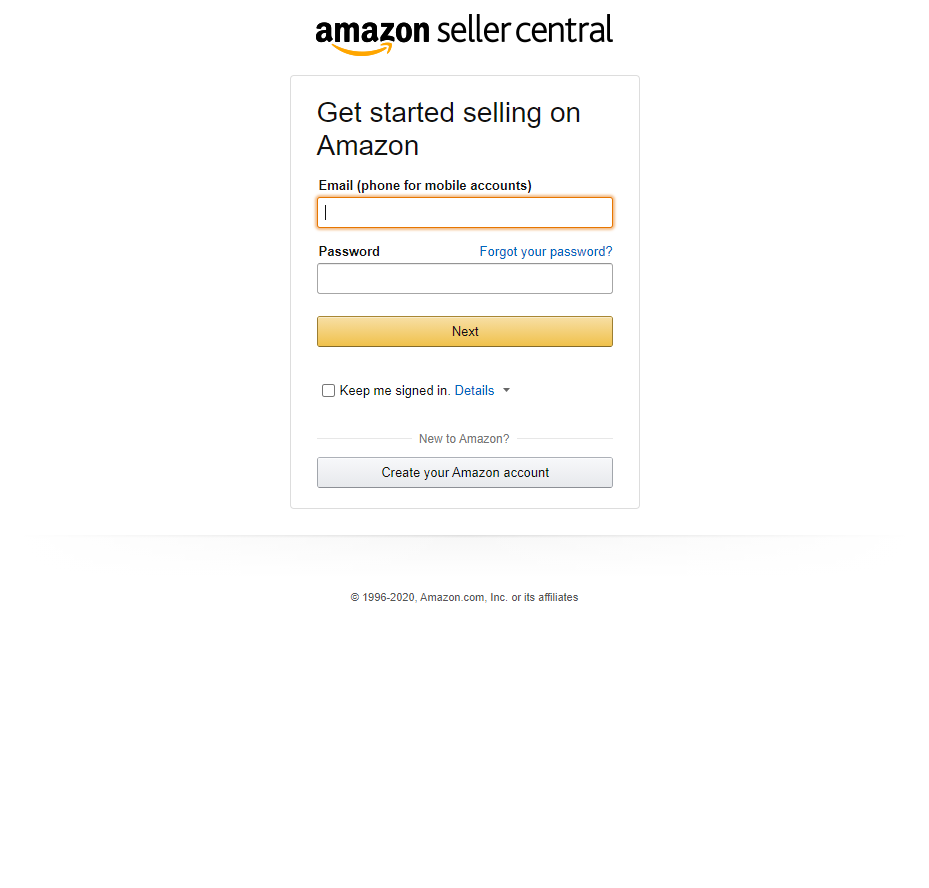 amazon seller central
Get started selling on
Amazon
Email (phone for mobile accounts)
Password Forgot your password?
Next
Keep me signed in. Details
New to Amazon?
Create your Amazon account
© 1996-2020, Amazon.com, Inc. or its affiliates